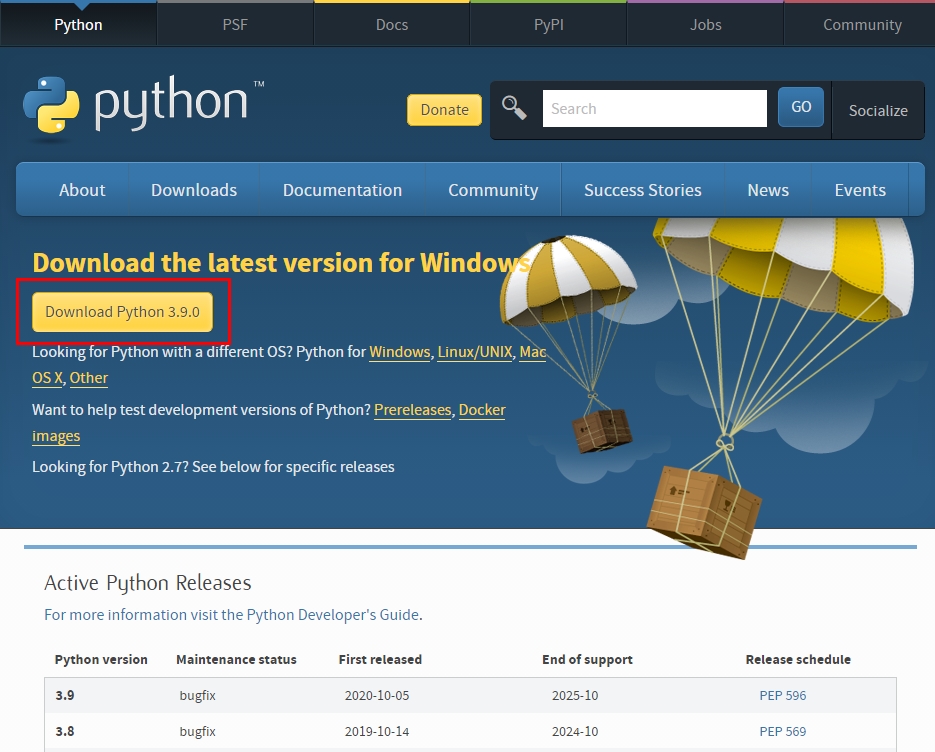 Python PSF Docs PyPI Jobs Community
python™ Donate Search GO Socialize
About Downloads Documentation Community Success Stories News Events
Download the latest version for Windows
Download Python 3.9.0
Looking for Python with a different OS? Python for Windows, Linux/UNIX, Mac
OS X, Other
Want to help test development versions of Python? Prereleases, Docker
images
Looking for Python 2.7? See below for specific releases
Active Python Releases
For more information visit the Python Developer's Guide.
Python version Maintenance status First released End of support Release schedule
3.9 bugfix 2020-10-05 2025-10 PEP 596
3.8 bugfix 2019-10-14 2024-10 PEP 569